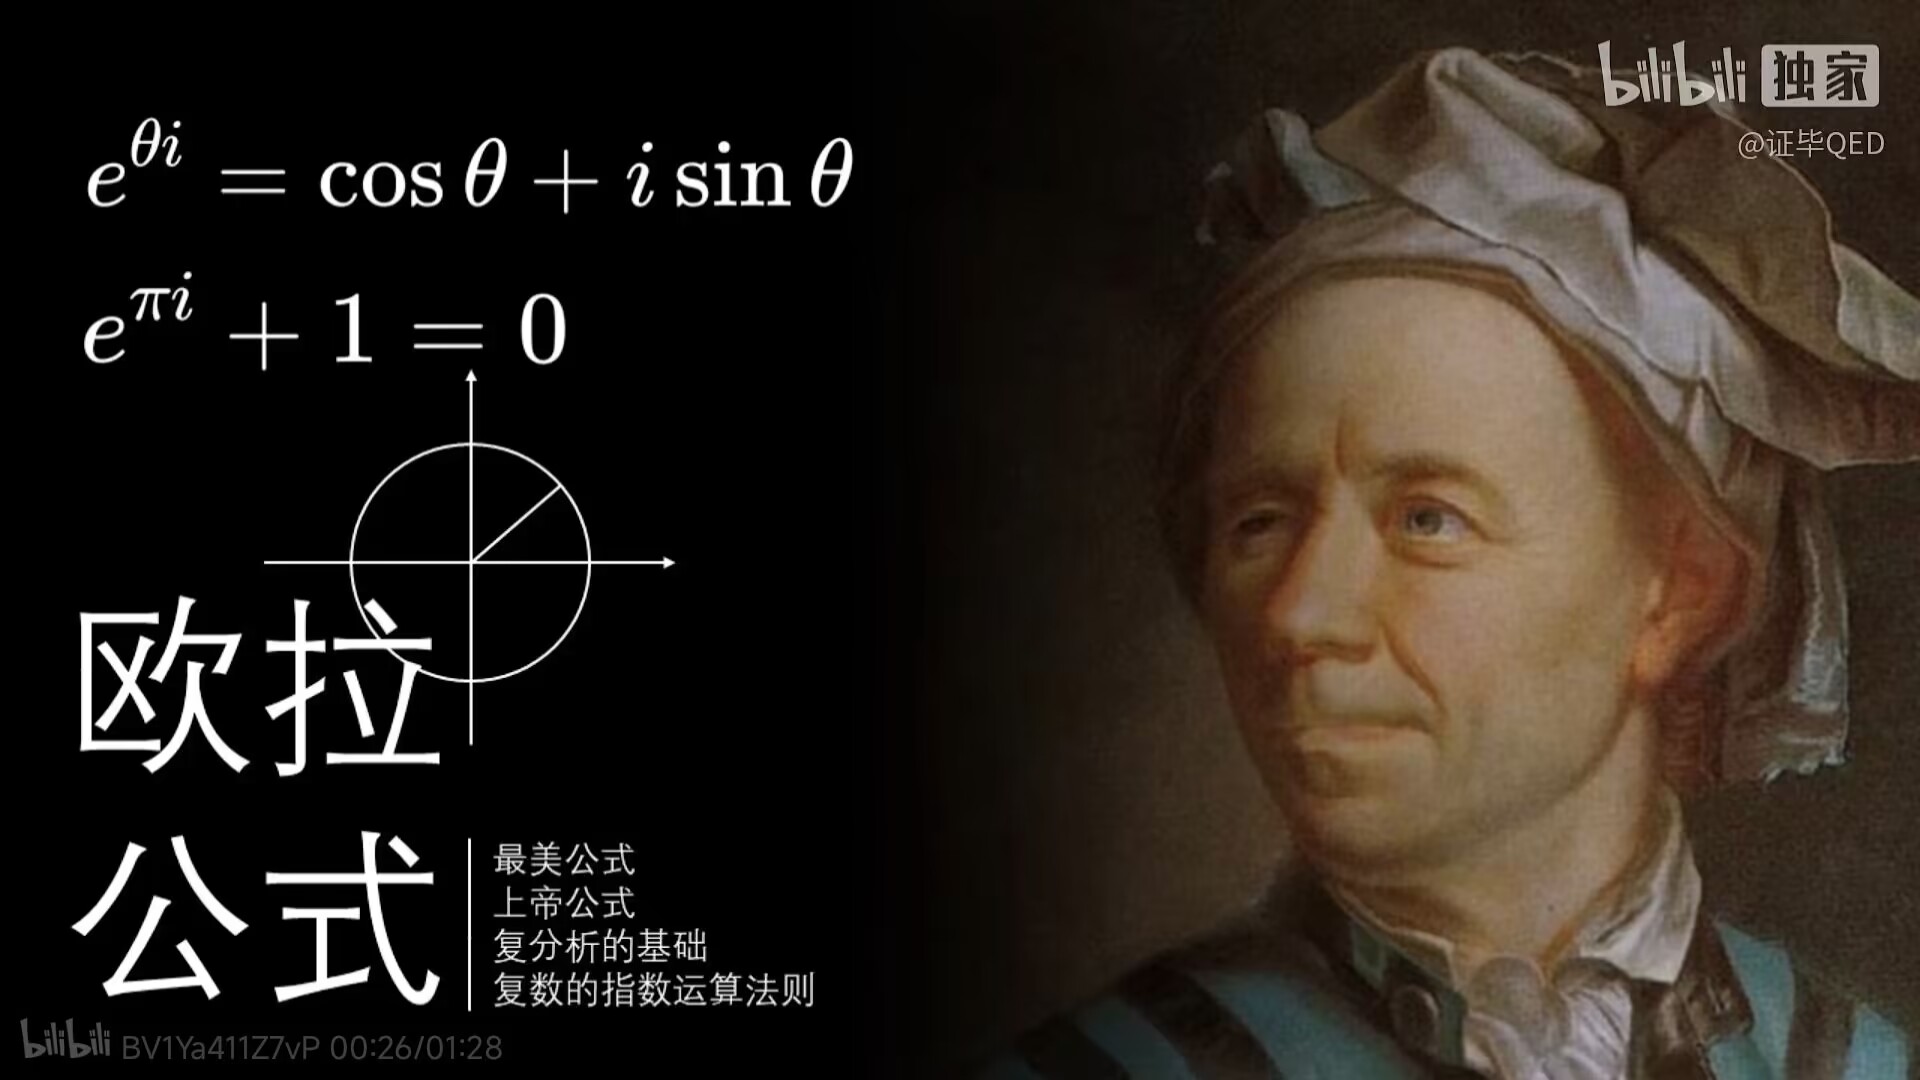 bilibili 独家
@证毕QED
e^{θi} = cos θ + i sin θ
e^{πi} + 1 = 0
欧拉
公式
最美公式
上帝公式
复分析的基础
复数的指数运算法则
bilibili BV1Ya411Z7vP 00:26/01:28